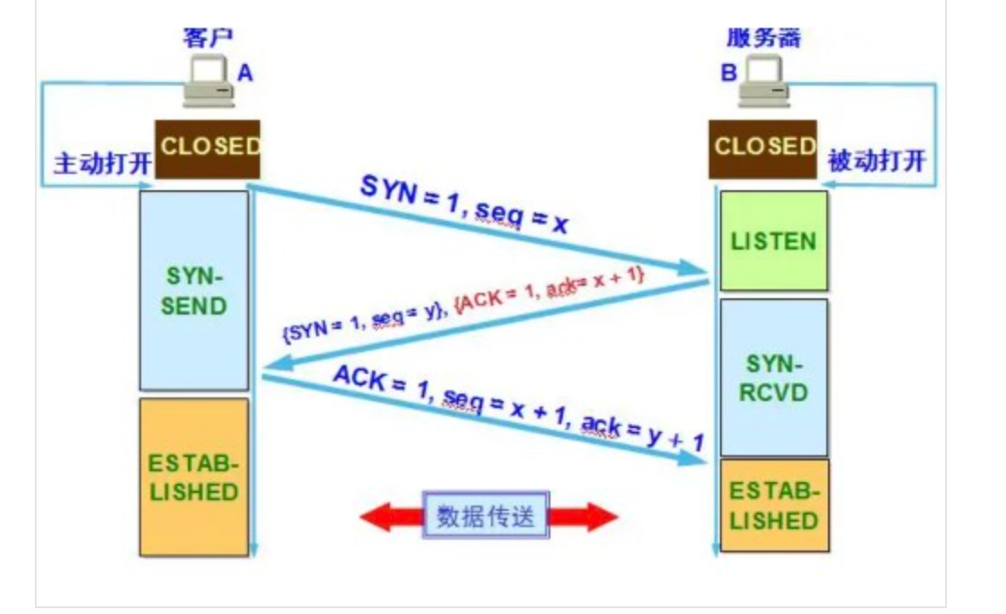 客户
服务器
A
B
CLOSED
CLOSED
主动打开
被动打开
SYN = 1, seq = x
LISTEN
SYN-
SEND
{SYN = 1, seq = y}, {ACK = 1, ack= x + 1}
SYN-
RCVD
ACK = 1, seq = x + 1, ack = y + 1
ESTAB-
LISHED
ESTAB-
LISHED
数据传送